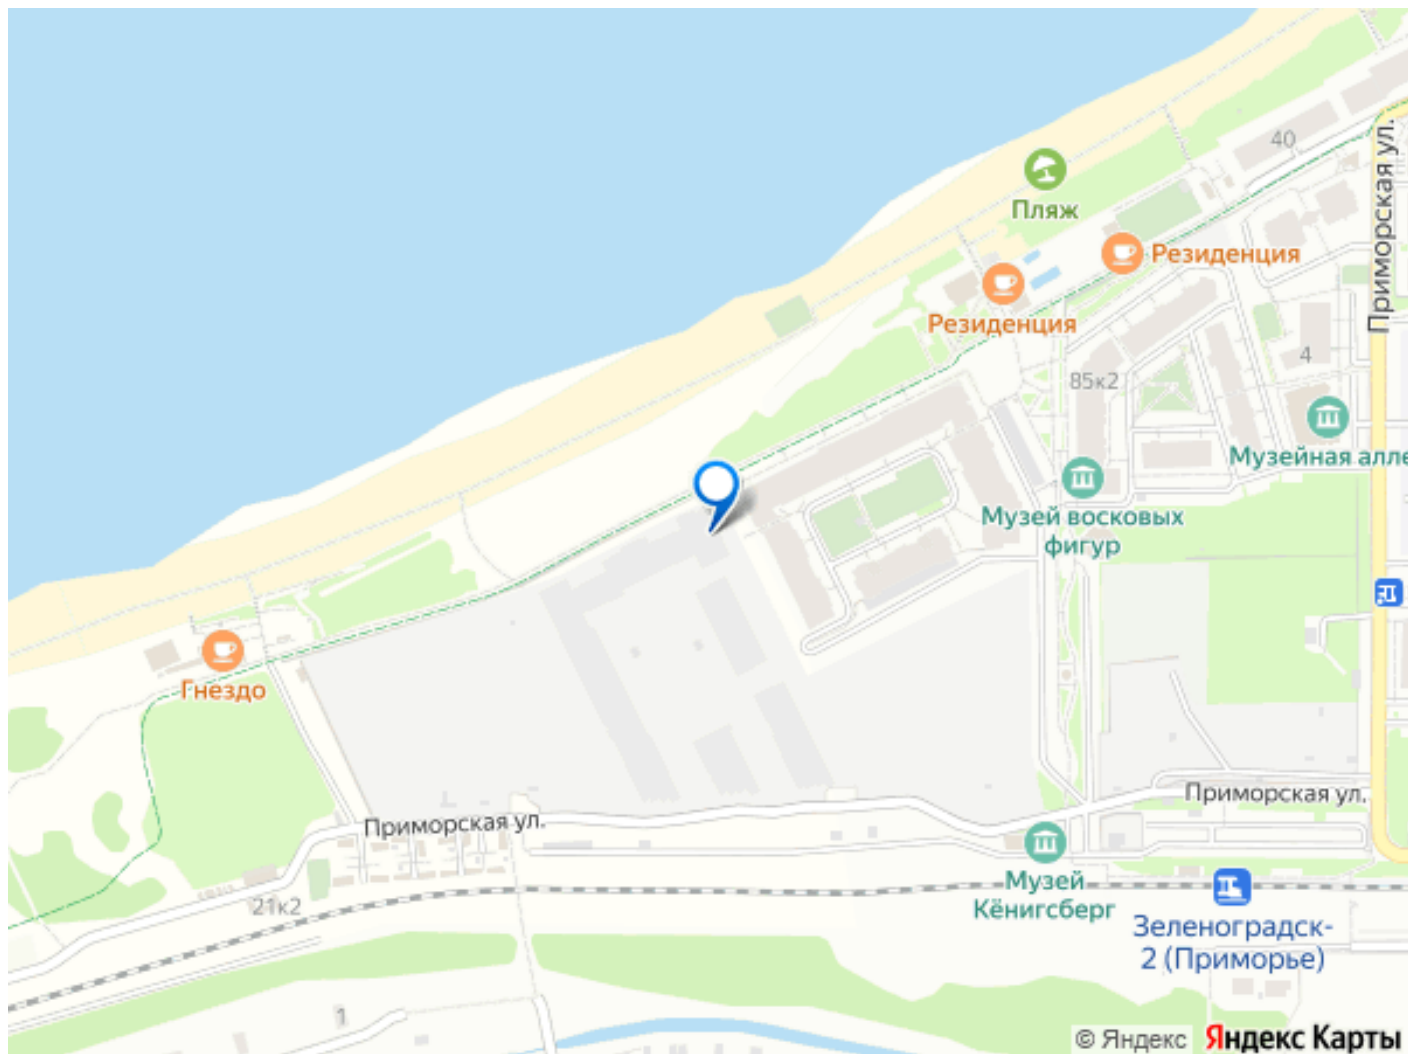 40
Приморская ул.
Пляж
Резиденция
Резиденция
4
85к2
Музейная алле
Музей восковых
фигур
Гнездо
Приморская ул.
Приморская ул.
Музей
Кёнигсберг
21к2
Зеленоградск-
2 (Приморье)
1
© Яндекс Яндекс Карты